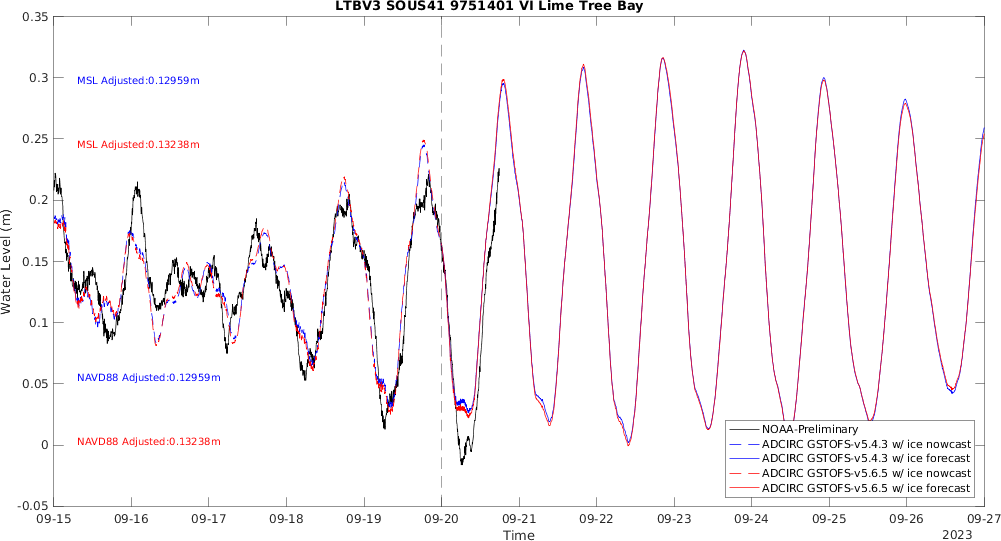 LTBV3 SOUS41 9751401 VI Lime Tree Bay
0.35
0.3
0.25
0.2
0.15
0.1
0.05
0
-0.05
Water Level (m)
MSL Adjusted:0.12959m
MSL Adjusted:0.13238m
NAVD88 Adjusted:0.12959m
NAVD88 Adjusted:0.13238m
NOAA-Preliminary
ADCIRC GSTOFS-v5.4.3 w/ ice nowcast
ADCIRC GSTOFS-v5.4.3 w/ ice forecast
ADCIRC GSTOFS-v5.6.5 w/ ice nowcast
ADCIRC GSTOFS-v5.6.5 w/ ice forecast
09-15 09-16 09-17 09-18 09-19 09-20 09-21 09-22 09-23 09-24 09-25 09-26 09-27
Time
2023